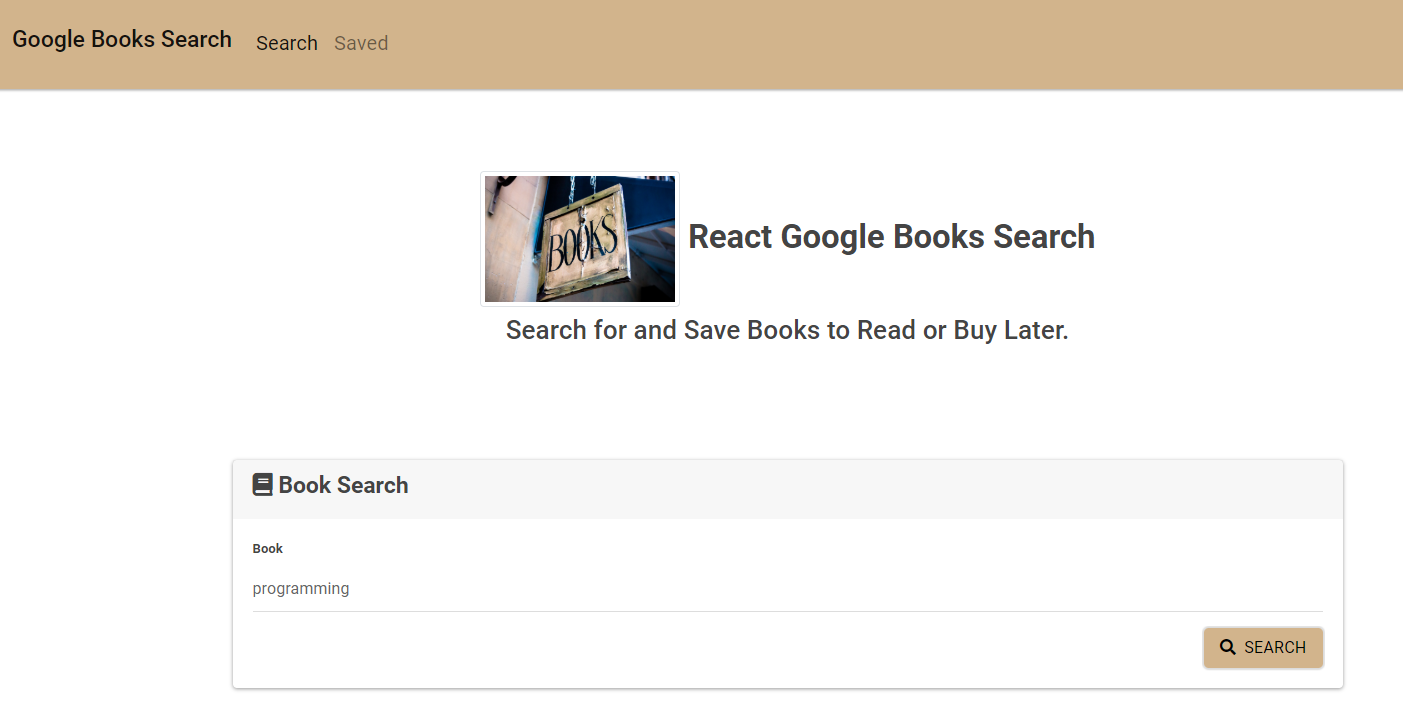 Google Books Search Search Saved
BOOKS
React Google Books Search
Search for and Save Books to Read or Buy Later.
Book Search
Book
programming
SEARCH